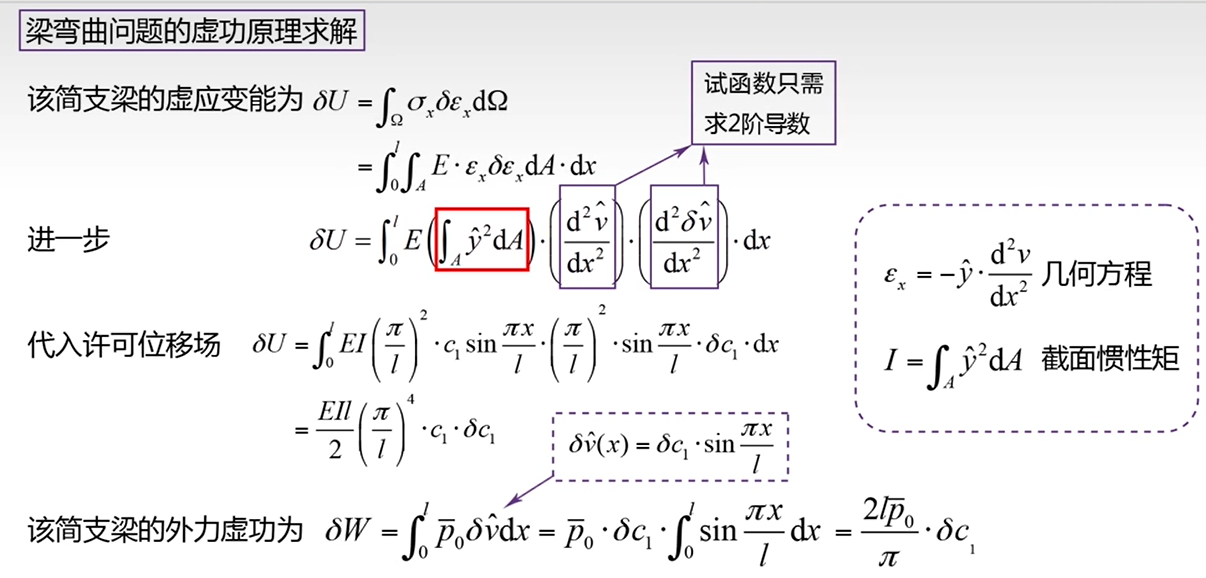 梁弯曲问题的虚功原理求解
试函数只需
求2阶导数
该简支梁的虚应变能为 $\delta U = \int_{\Omega} \sigma_x \delta \varepsilon_x \mathrm{d}\Omega$
$= \int_0^l \int_A E \cdot \varepsilon_x \delta \varepsilon_x \mathrm{d}A \cdot \mathrm{d}x$
进一步 $\delta U = \int_0^l E \left( \int_A \hat{y}^2 \mathrm{d}A \right) \cdot \left( \frac{\mathrm{d}^2 \hat{v}}{\mathrm{d}x^2} \right) \cdot \left( \frac{\mathrm{d}^2 \delta \hat{v}}{\mathrm{d}x^2} \right) \cdot \mathrm{d}x$
$\varepsilon_x = -\hat{y} \cdot \frac{\mathrm{d}^2 v}{\mathrm{d}x^2}$ 几何方程
$I = \int_A \hat{y}^2 \mathrm{d}A$ 截面惯性矩
代入许可位移场 $\delta U = \int_0^l EI \left( \frac{\pi}{l} \right)^2 \cdot c_1 \sin \frac{\pi x}{l} \cdot \left( \frac{\pi}{l} \right)^2 \cdot \sin \frac{\pi x}{l} \cdot \delta c_1 \cdot \mathrm{d}x$
$= \frac{EIl}{2} \left( \frac{\pi}{l} \right)^4 \cdot c_1 \cdot \delta c_1$
$\delta \hat{v}(x) = \delta c_1 \cdot \sin \frac{\pi x}{l}$
该简支梁的外力虚功为 $\delta W = \int_0^l \bar{p}_0 \delta \hat{v} \mathrm{d}x = \bar{p}_0 \cdot \delta c_1 \cdot \int_0^l \sin \frac{\pi x}{l} \mathrm{d}x = \frac{2l\bar{p}_0}{\pi} \cdot \delta c_1$